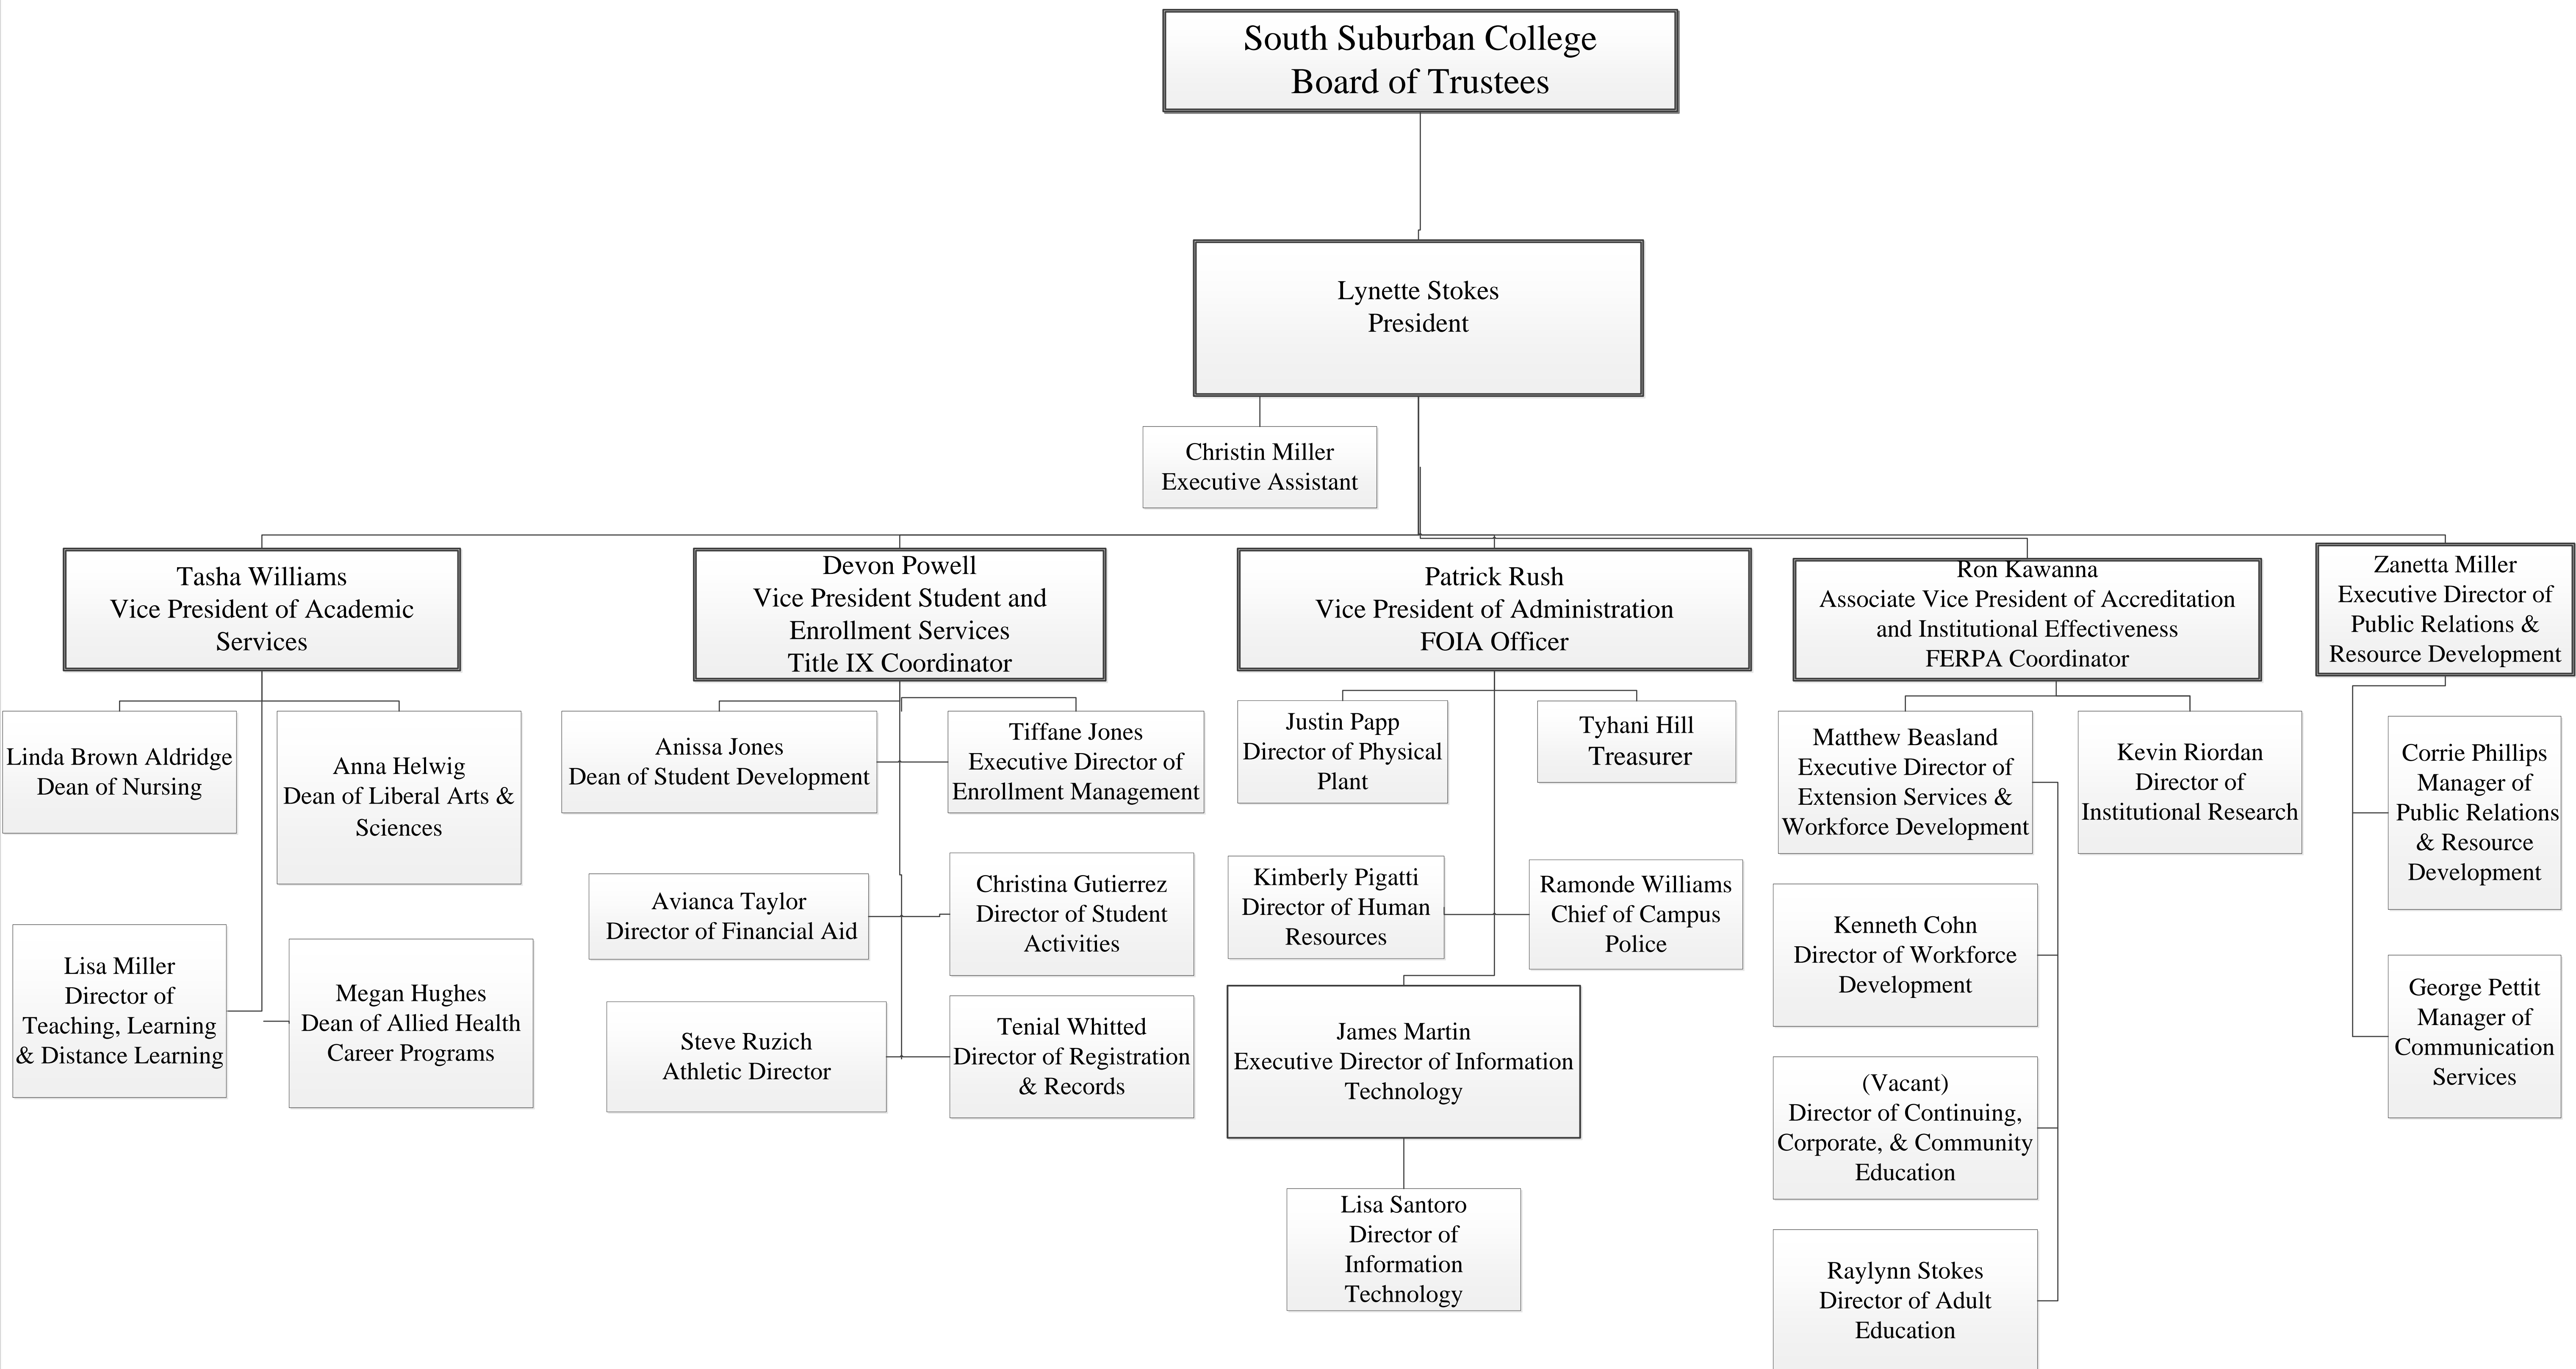 South Suburban College
Board of Trustees
Lynette Stokes
President
Christin Miller
Executive Assistant
Tasha Williams
Vice President of Academic
Services
Devon Powell
Vice President Student and
Enrollment Services
Title IX Coordinator
Patrick Rush
Vice President of Administration
FOIA Officer
Ron Kawanna
Associate Vice President of Accreditation
and Institutional Effectiveness
FERPA Coordinator
Zanetta Miller
Executive Director of
Public Relations &
Resource Development
Linda Brown Aldridge
Dean of Nursing
Anna Helwig
Dean of Liberal Arts &
Sciences
Lisa Miller
Director of
Teaching, Learning
& Distance Learning
Megan Hughes
Dean of Allied Health
Career Programs
Anissa Jones
Dean of Student Development
Tiffane Jones
Executive Director of
Enrollment Management
Avianca Taylor
Director of Financial Aid
Christina Gutierrez
Director of Student
Activities
Steve Ruzich
Athletic Director
Tenial Whitted
Director of Registration
& Records
Justin Papp
Director of Physical
Plant
Tyhani Hill
Treasurer
Kimberly Pigatti
Director of Human
Resources
Ramonde Williams
Chief of Campus
Police
James Martin
Executive Director of Information
Technology
Lisa Santoro
Director of
Information
Technology
Matthew Beasland
Executive Director of
Extension Services &
Workforce Development
Kevin Riordan
Director of
Institutional Research
Kenneth Cohn
Director of Workforce
Development
(Vacant)
Director of Continuing,
Corporate, & Community
Education
Raylynn Stokes
Director of Adult
Education
Corrie Phillips
Manager of
Public Relations
& Resource
Development
George Pettit
Manager of
Communication
Services